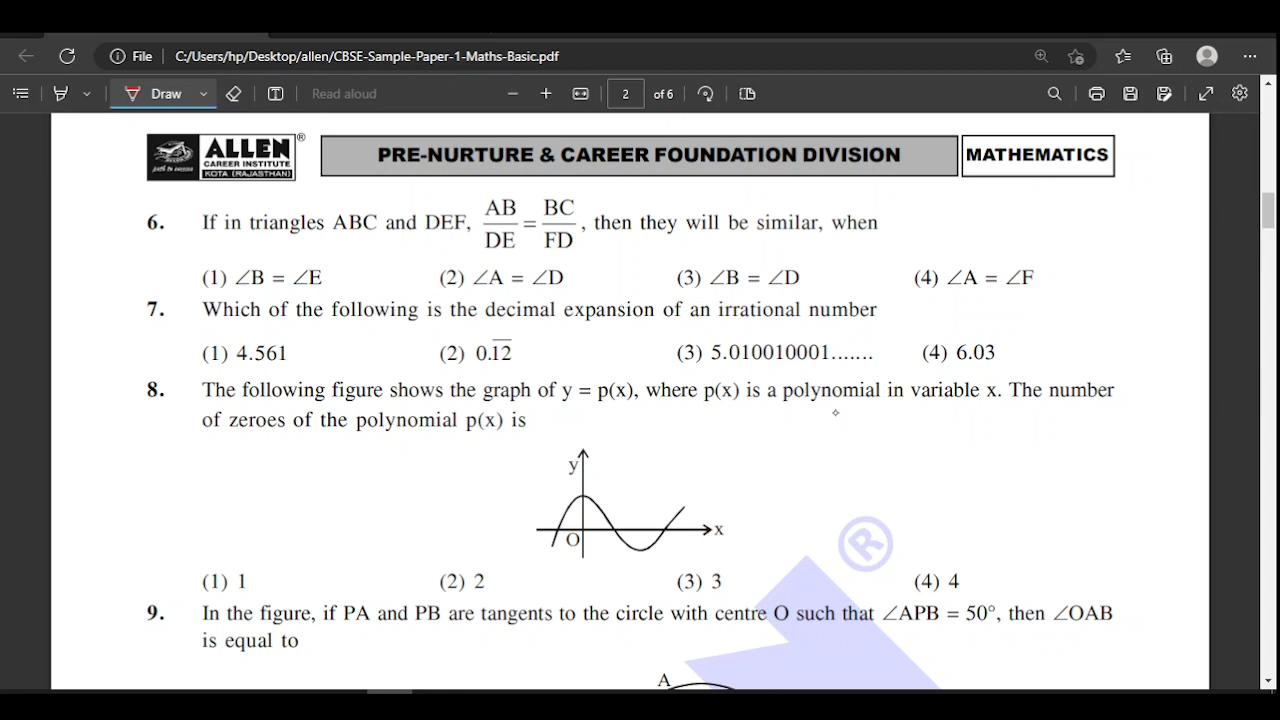 File C:/Users/hp/Desktop/allen/CBSE-Sample-Paper-1-Maths-Basic.pdf
Draw Read aloud 2 of 6
ALLEN ®
CAREER INSTITUTE
KOTA (RAJASTHAN)
PRE-NURTURE & CAREER FOUNDATION DIVISION
MATHEMATICS
6. If in triangles ABC and DEF, AB/DE = BC/FD, then they will be similar, when
(1) ∠B = ∠E (2) ∠A = ∠D (3) ∠B = ∠D (4) ∠A = ∠F
7. Which of the following is the decimal expansion of an irrational number
(1) 4.561 (2) 0.1̅2̅ (3) 5.010010001....... (4) 6.03
8. The following figure shows the graph of y = p(x), where p(x) is a polynomial in variable x. The number
of zeroes of the polynomial p(x) is
y
O
x
®
(1) 1 (2) 2 (3) 3 (4) 4
9. In the figure, if PA and PB are tangents to the circle with centre O such that ∠APB = 50°, then ∠OAB
is equal to
A